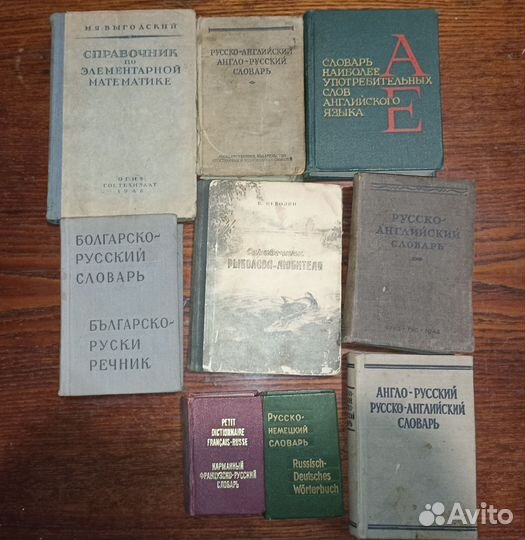 М. Я. ВЫГОДСКИЙ
СПРАВОЧНИК
ПО
ЭЛЕМЕНТАРНОЙ
МАТЕМАТИКЕ
ОГИЗ
ГОСТЕХИЗДАТ
РУССКО-АНГЛИЙСКИЙ
АНГЛО-РУССКИЙ
СЛОВАРЬ
ГОСУДАРСТВЕННОЕ ИЗДАТЕЛЬСТВО
А
Е
СЛОВАРЬ
НАИБОЛЕЕ
УПОТРЕБИТЕЛЬНЫХ
СЛОВ
АНГЛИЙСКОГО
ЯЗЫКА
БОЛГАРСКО-
РУССКИЙ
СЛОВАРЬ
БЪЛГАРСКО-
РУСКИ
РЕЧНИК
РЫБОЛОВА-ЛЮБИТЕЛЯ
РУССКО-
АНГЛИЙСКИЙ
СЛОВАРЬ
PETIT
DICTIONNAIRE
FRANÇAIS-RUSSE
КАРМАННЫЙ
ФРАНЦУЗСКО-РУССКИЙ
СЛОВАРЬ
РУССКО-
НЕМЕЦКИЙ
СЛОВАРЬ
Russisch-
Deutsches
Wörterbuch
АНГЛО-РУССКИЙ
РУССКО-АНГЛИЙСКИЙ
СЛОВАРЬ
Avito